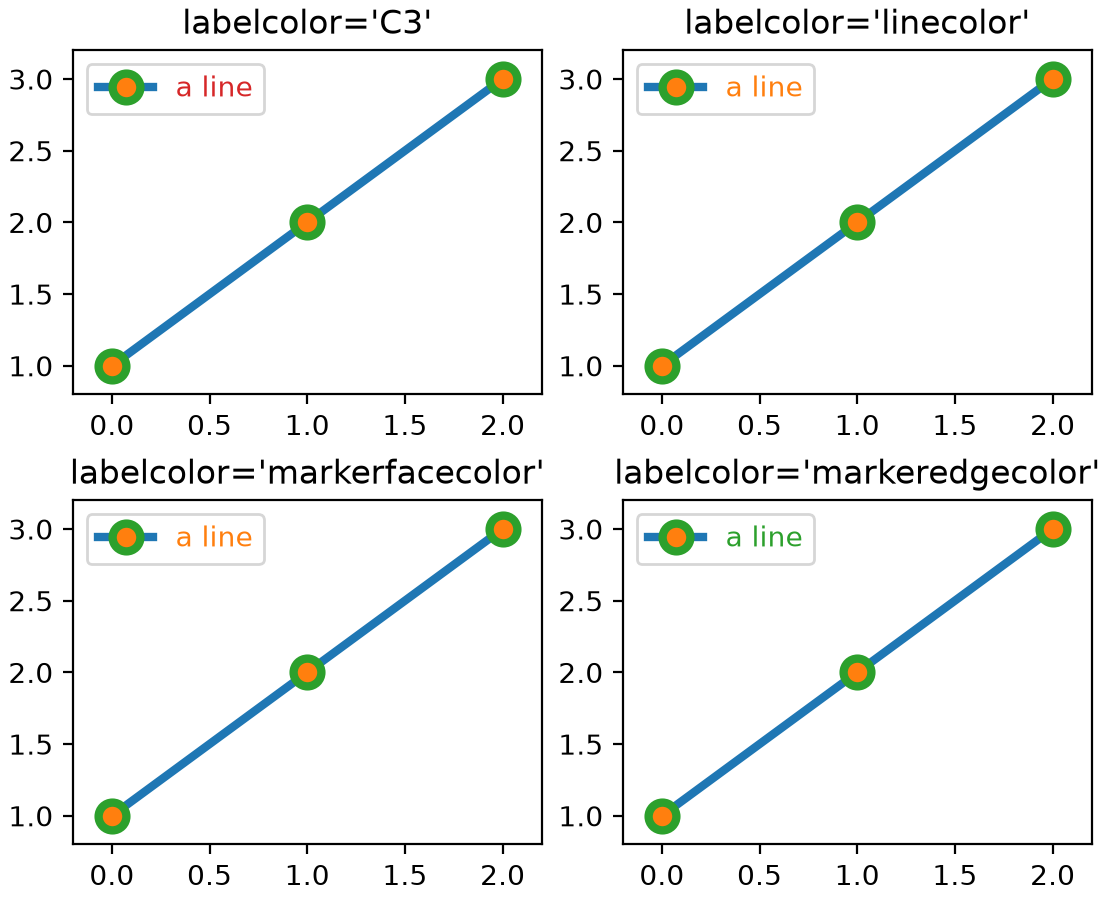 labelcolor='C3'
labelcolor='linecolor'
3.0
2.5
2.0
1.5
1.0
a line
0.0 0.5 1.0 1.5 2.0
3.0
2.5
2.0
1.5
1.0
a line
0.0 0.5 1.0 1.5 2.0
labelcolor='markerfacecolor'
labelcolor='markeredgecolor'
3.0
2.5
2.0
1.5
1.0
a line
0.0 0.5 1.0 1.5 2.0
3.0
2.5
2.0
1.5
1.0
a line
0.0 0.5 1.0 1.5 2.0